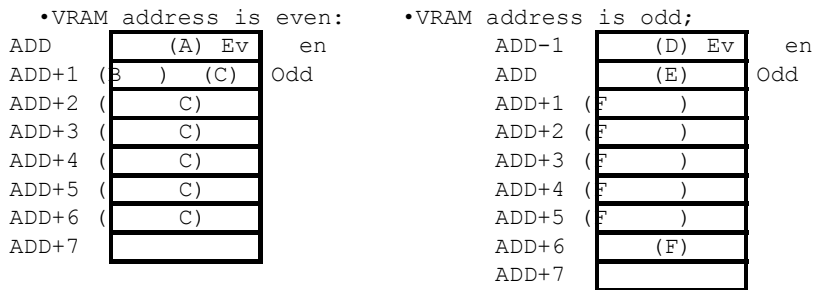 •VRAM address is even: •VRAM address is odd;
ADD (A) Ev en ADD-1 (D) Ev en
ADD+1 (B ) (C) Odd ADD (E) Odd
ADD+2 ( C) ADD+1 (F )
ADD+3 ( C) ADD+2 (F )
ADD+4 ( C) ADD+3 (F )
ADD+5 ( C) ADD+4 (F )
ADD+6 ( C) ADD+5 (F )
ADD+7 ADD+6 (F)
ADD+7